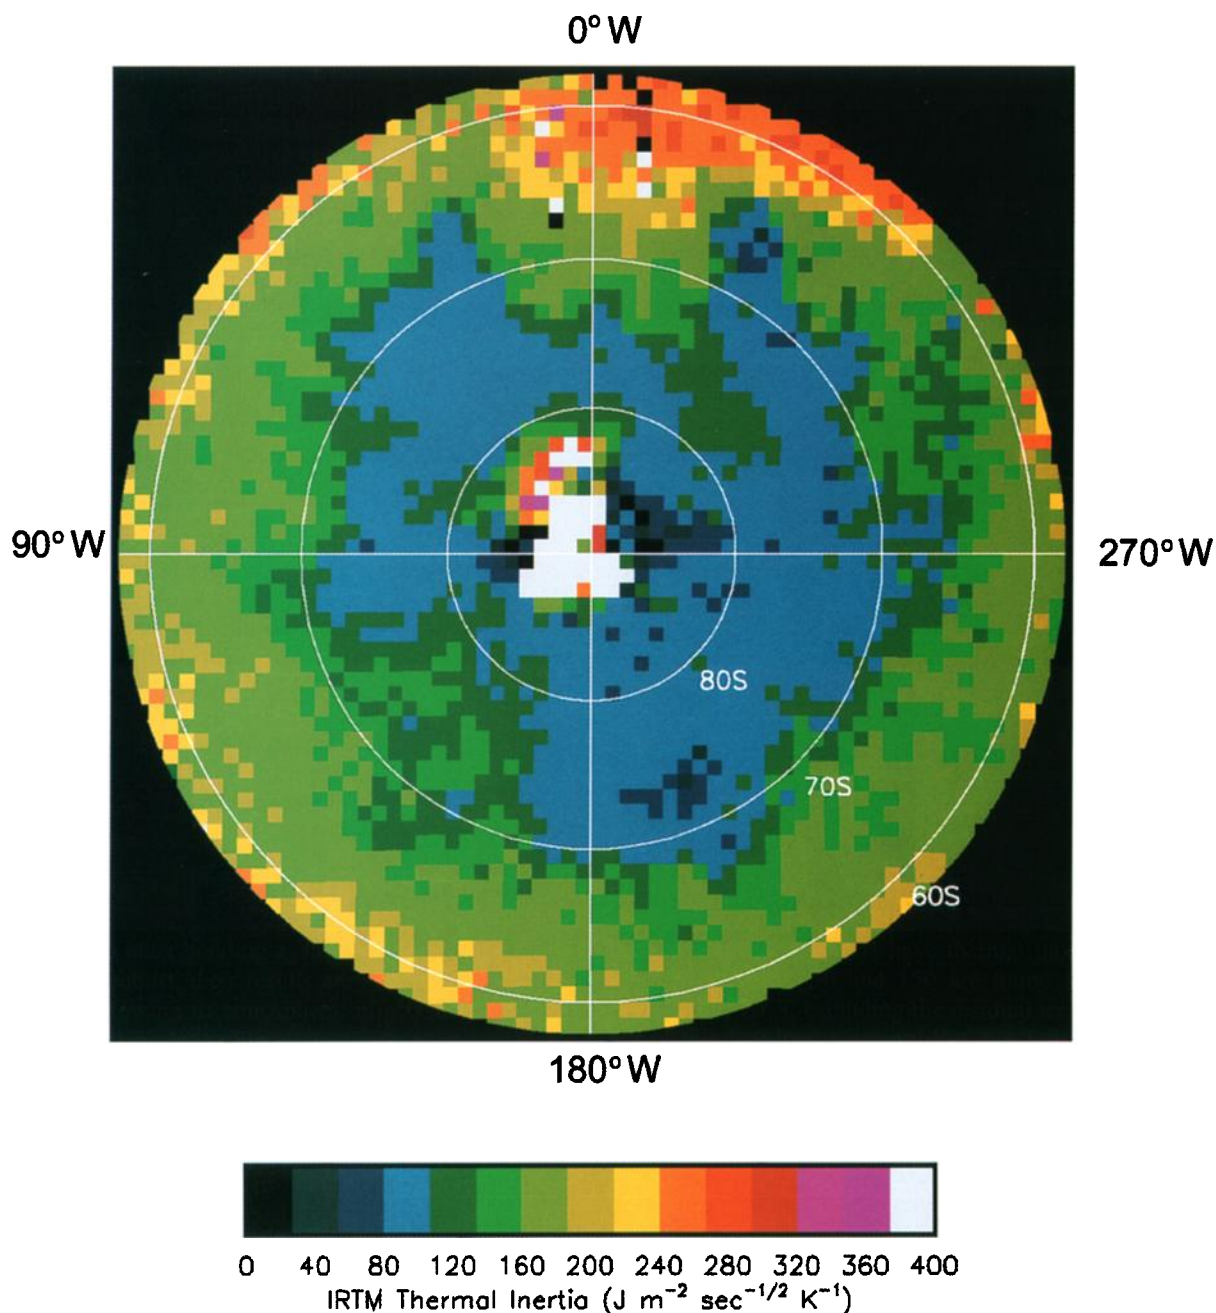 0° W
90° W
270° W
80S
70S
60S
180° W
0 40 80 120 160 200 240 280 320 360 400
IRTM Thermal Inertia (J m⁻² sec⁻¹/² K⁻¹)